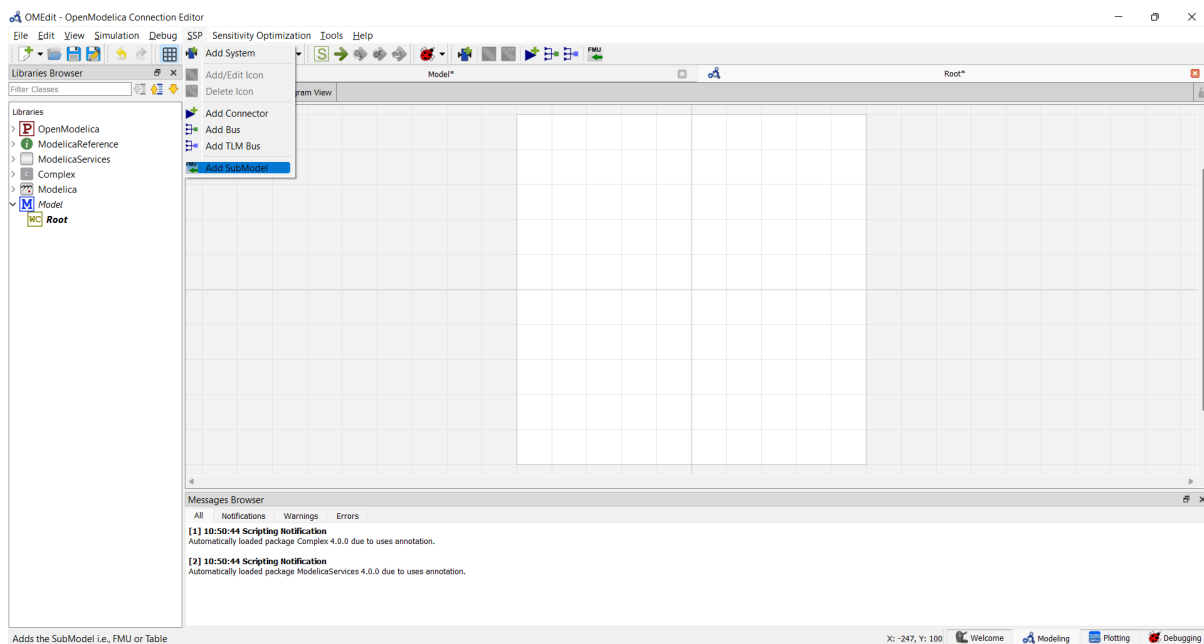 OMEdit - OpenModelica Connection Editor
File Edit View Simulation Debug SSP Sensitivity Optimization Tools Help
S
FMU
Libraries Browser
Filter Classes
Libraries
P OpenModelica
i ModelicaReference
ModelicaServices
C Complex
Modelica
M Model
WC Root
Add System
Add/Edit Icon
Delete Icon
Add Connector
Add Bus
Add TLM Bus
FMU Add SubModel
Model*
Root*
gram View
Messages Browser
All Notifications Warnings Errors
[1] 10:50:44 Scripting Notification
Automatically loaded package Complex 4.0.0 due to uses annotation.
[2] 10:50:44 Scripting Notification
Automatically loaded package ModelicaServices 4.0.0 due to uses annotation.
Adds the SubModel i.e., FMU or Table
X: -247, Y: 100 Welcome Modeling Plotting Debugging